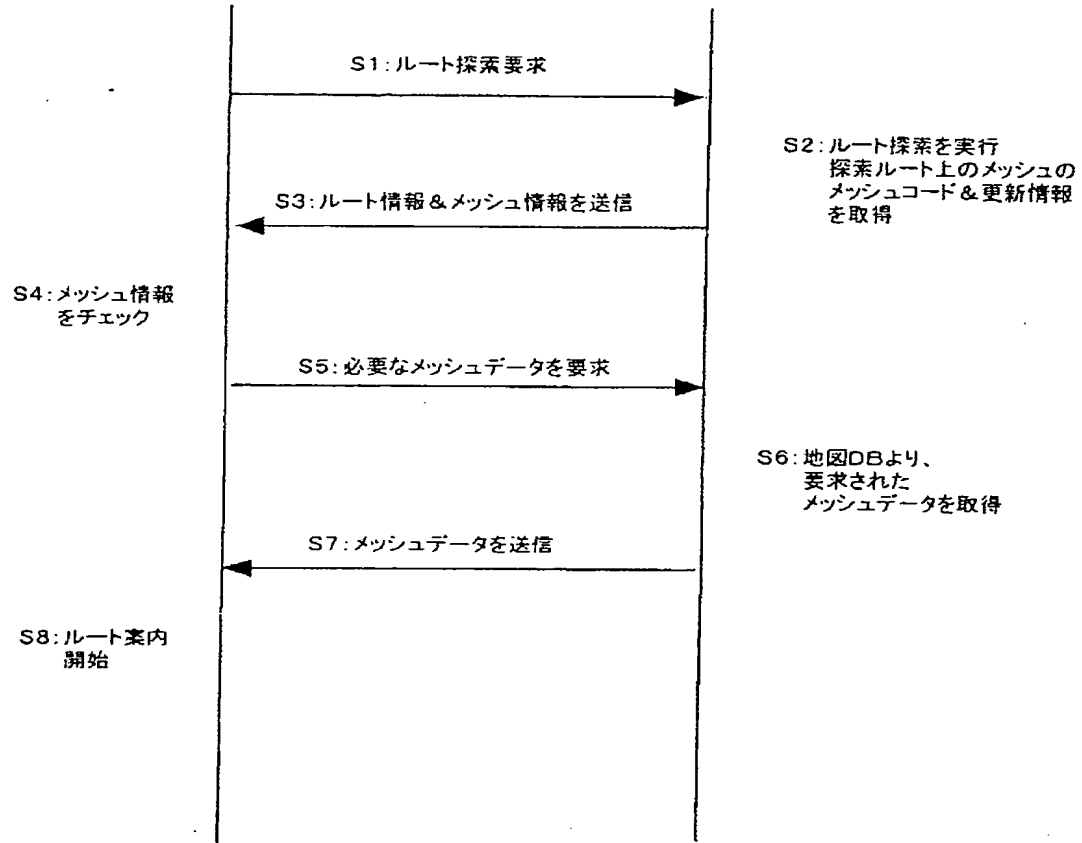 S1:ルート探索要求
S2:ルート探索を実行
探索ルート上のメッシュの
メッシュコード&更新情報
を取得
S3:ルート情報&メッシュ情報を送信
S4:メッシュ情報
をチェック
S5:必要なメッシュデータを要求
S6:地図DBより、
要求された
メッシュデータを取得
S7:メッシュデータを送信
S8:ルート案内
開始